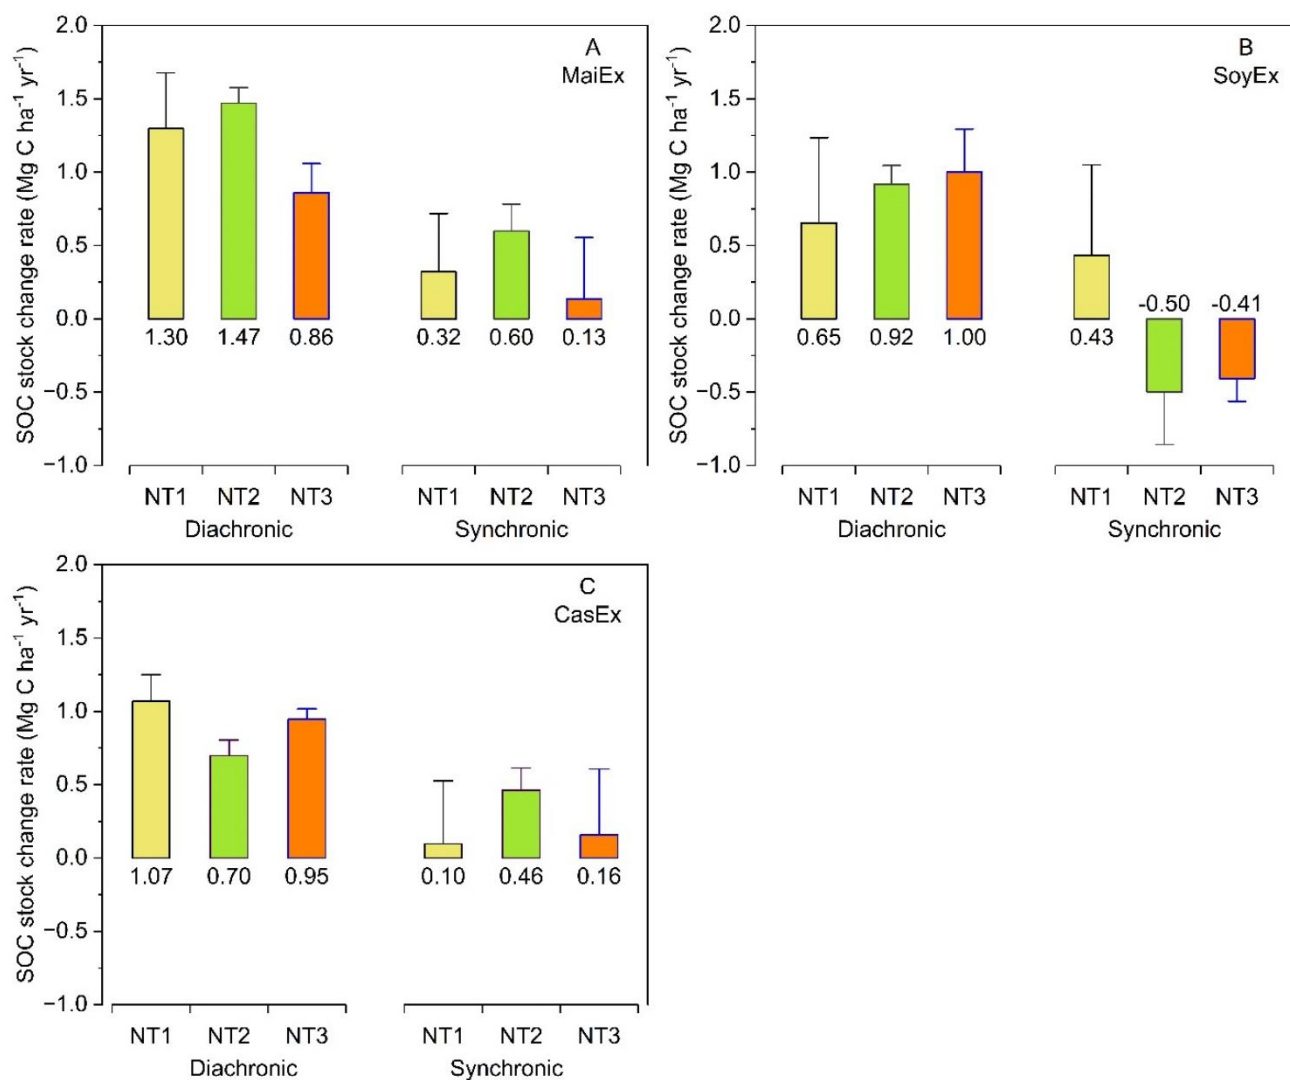 A
MaiEx
SOC stock change rate (Mg C ha⁻¹ yr⁻¹)
2.0
1.5
1.0
0.5
0.0
−0.5
−1.0
1.30 1.47 0.86 0.32 0.60 0.13
NT1 NT2 NT3 NT1 NT2 NT3
Diachronic Synchronic
B
SoyEx
SOC stock change rate (Mg C ha⁻¹ yr⁻¹)
2.0
1.5
1.0
0.5
0.0
−0.5
−1.0
-0.50 -0.41
0.65 0.92 1.00 0.43
NT1 NT2 NT3 NT1 NT2 NT3
Diachronic Synchronic
C
CasEx
SOC stock change rate (Mg C ha⁻¹ yr⁻¹)
2.0
1.5
1.0
0.5
0.0
−0.5
−1.0
1.07 0.70 0.95 0.10 0.46 0.16
NT1 NT2 NT3 NT1 NT2 NT3
Diachronic Synchronic